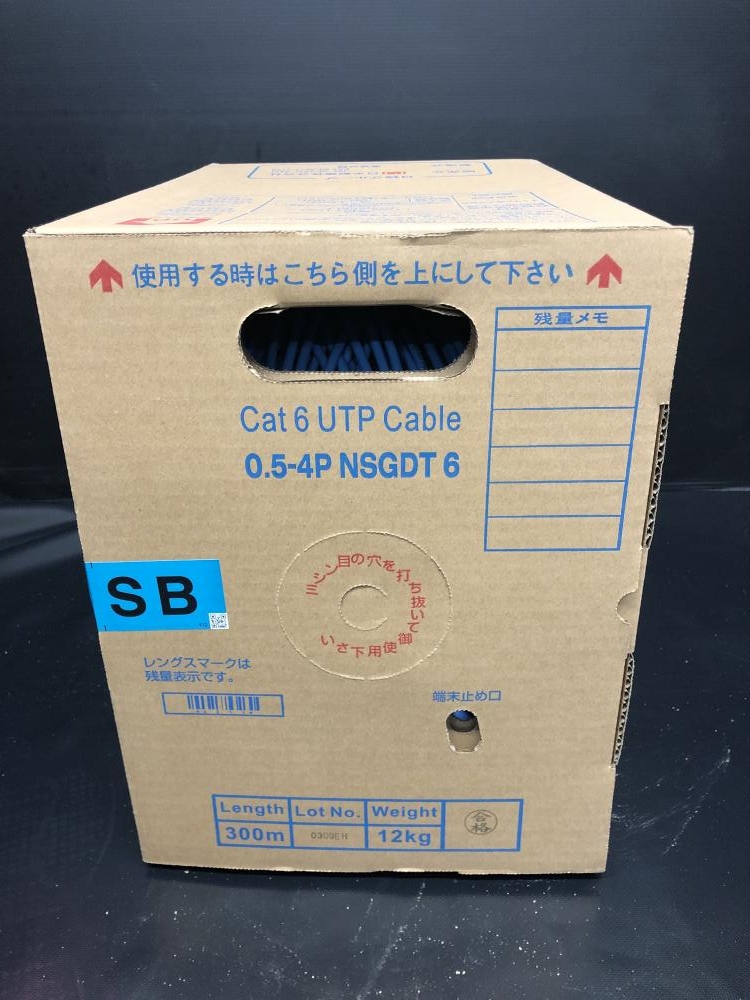 使用する時はこちら側を上にして下さい
残量メモ
Cat 6 UTP Cable
0.5-4P NSGDT 6
ミシン目の穴を打ち抜いて御使用下さい
SB
レングスマークは
残量表示です。
端末止め口
Length Lot No. Weight
300m 0309EH 12kg
合格